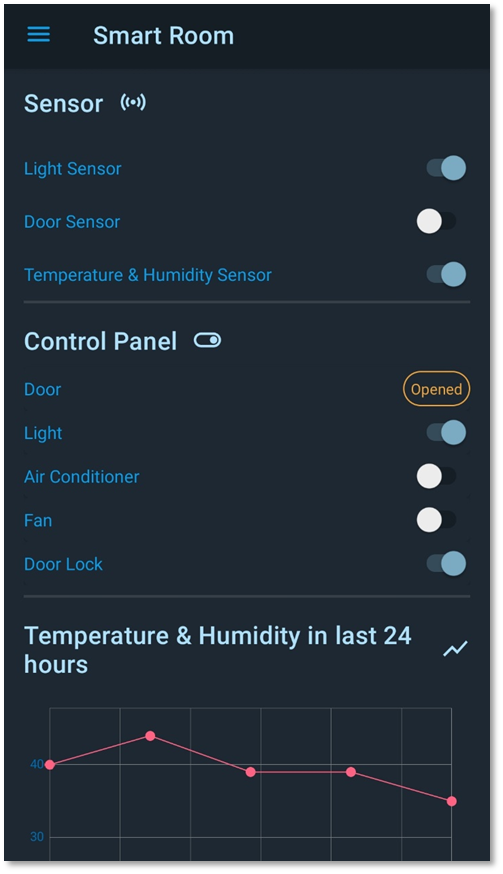 Smart Room
Sensor
Light Sensor
Door Sensor
Temperature & Humidity Sensor
Control Panel
Door
Opened
Light
Air Conditioner
Fan
Door Lock
Temperature & Humidity in last 24
hours
40
30